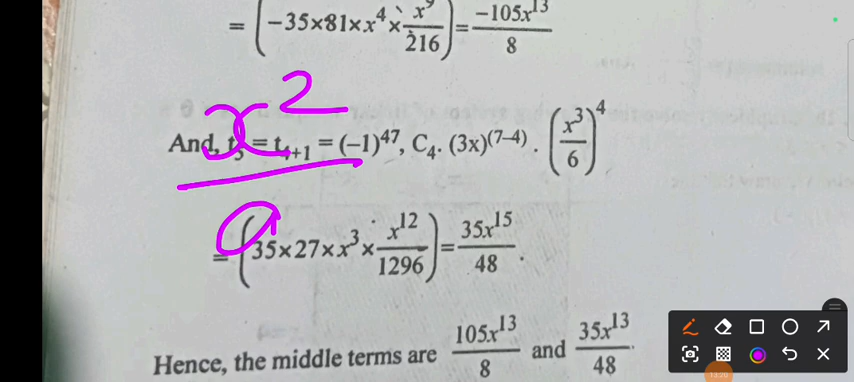 = (−35×81×x⁴×x⁹/216) = −105x¹³/8
x²
And, t₅ = t₄₊₁ = (−1)⁴⁷, C₄. (3x)⁽⁷⁻⁴⁾ . (x³/6)⁴
a
= (35×27×x³×x¹²/1296) = 35x¹⁵/48 .
Hence, the middle terms are 105x¹³/8 and 35x¹³/48.
13:20